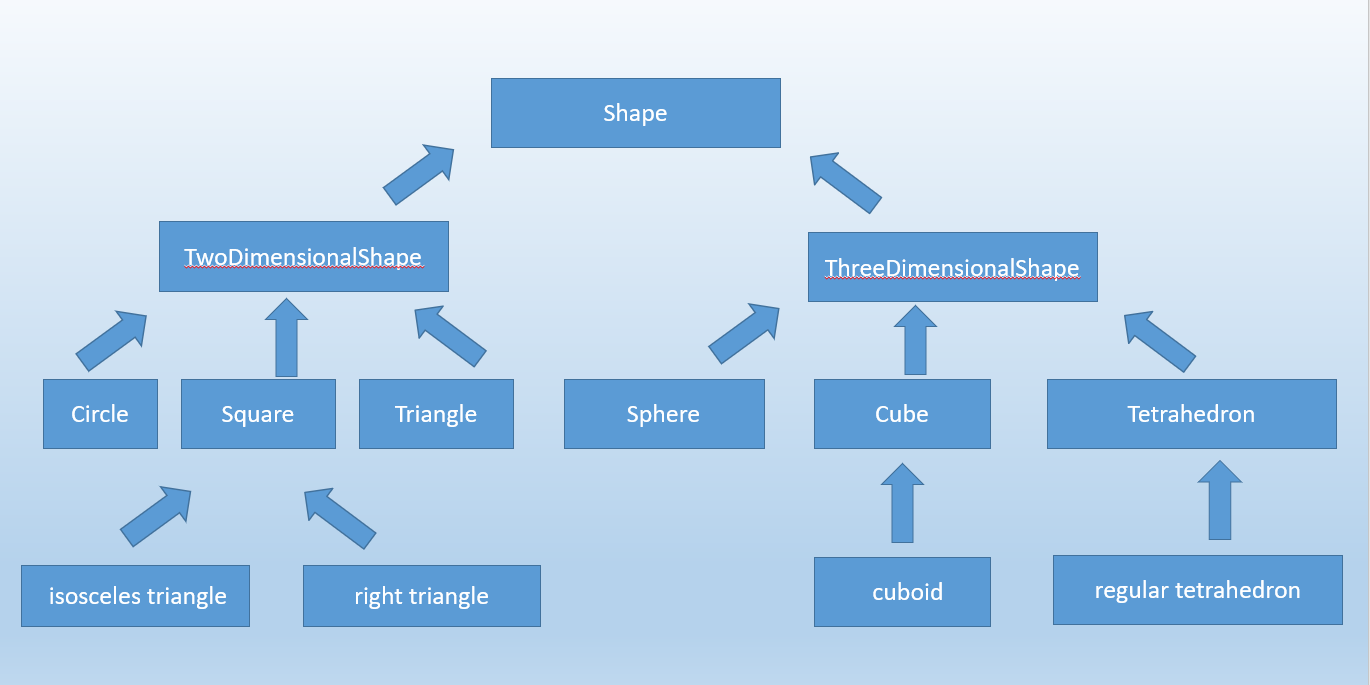 Shape
TwoDimensionalShape
ThreeDimensionalShape
Circle
Square
Triangle
Sphere
Cube
Tetrahedron
isosceles triangle
right triangle
cuboid
regular tetrahedron